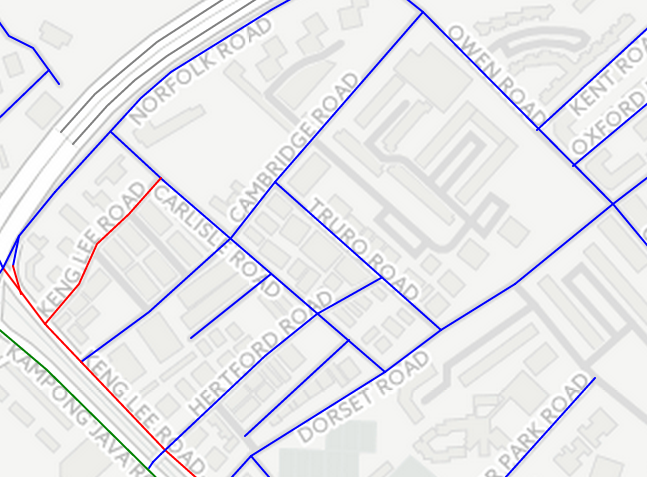 NORFOLK ROAD
OWEN ROAD
KENT ROA
OXFORD
CAMBRIDGE ROAD
KENG LEE ROAD
CARLISLE ROAD
TRURO ROAD
HERTFORD ROAD
KENG LEE ROAD
KAMPONG JAVA R
DORSET ROAD
R PARK ROAD